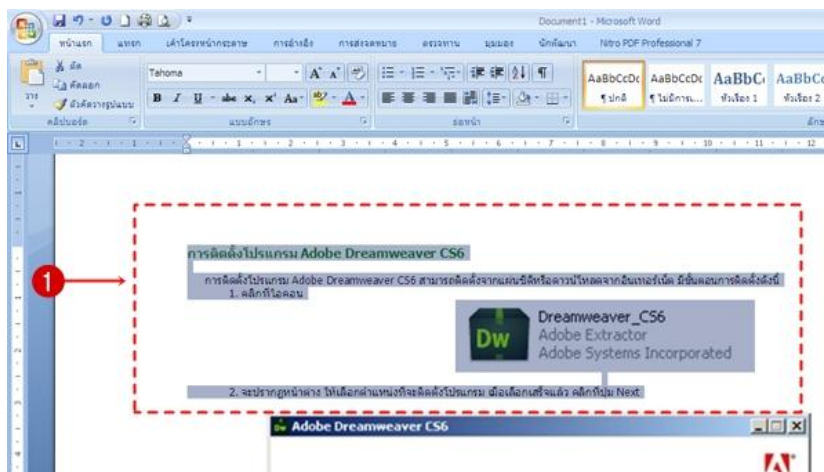 Document1 - Microsoft Word
หน้าแรก แทรก เค้าโครงหน้ากระดาษ การอ้างอิง การส่งจดหมาย ตรวจทาน มุมมอง นักพัฒนา Nitro PDF Professional 7
วาง
ตัด
คัดลอก
ตัวคัดวางรูปแบบ
Tahoma
AaBbCcDc AaBbCcDc AaBbC AaBbCc
¶ ปกติ ¶ ไม่มีการเ... หัวเรื่อง 1 หัวเรื่อง 2
คลิปบอร์ด แบบอักษร ย่อหน้า
1
การติดตั้งโปรแกรม Adobe Dreamweaver CS6
การติดตั้งโปรแกรม Adobe Dreamweaver CS6 สามารถติดตั้งจากแผ่นซีดีหรือดาวน์โหลดจากอินเทอร์เน็ต มีขั้นตอนการติดตั้งดังนี้
1. คลิกที่ไอคอน
Dw
Dreamweaver_CS6
Adobe Extractor
Adobe Systems Incorporated
2. จะปรากฏหน้าต่าง ให้เลือกตำแหน่งที่จะติดตั้งโปรแกรม เมื่อเลือกเสร็จแล้ว คลิกที่ปุ่ม Next
Adobe Dreamweaver CS6